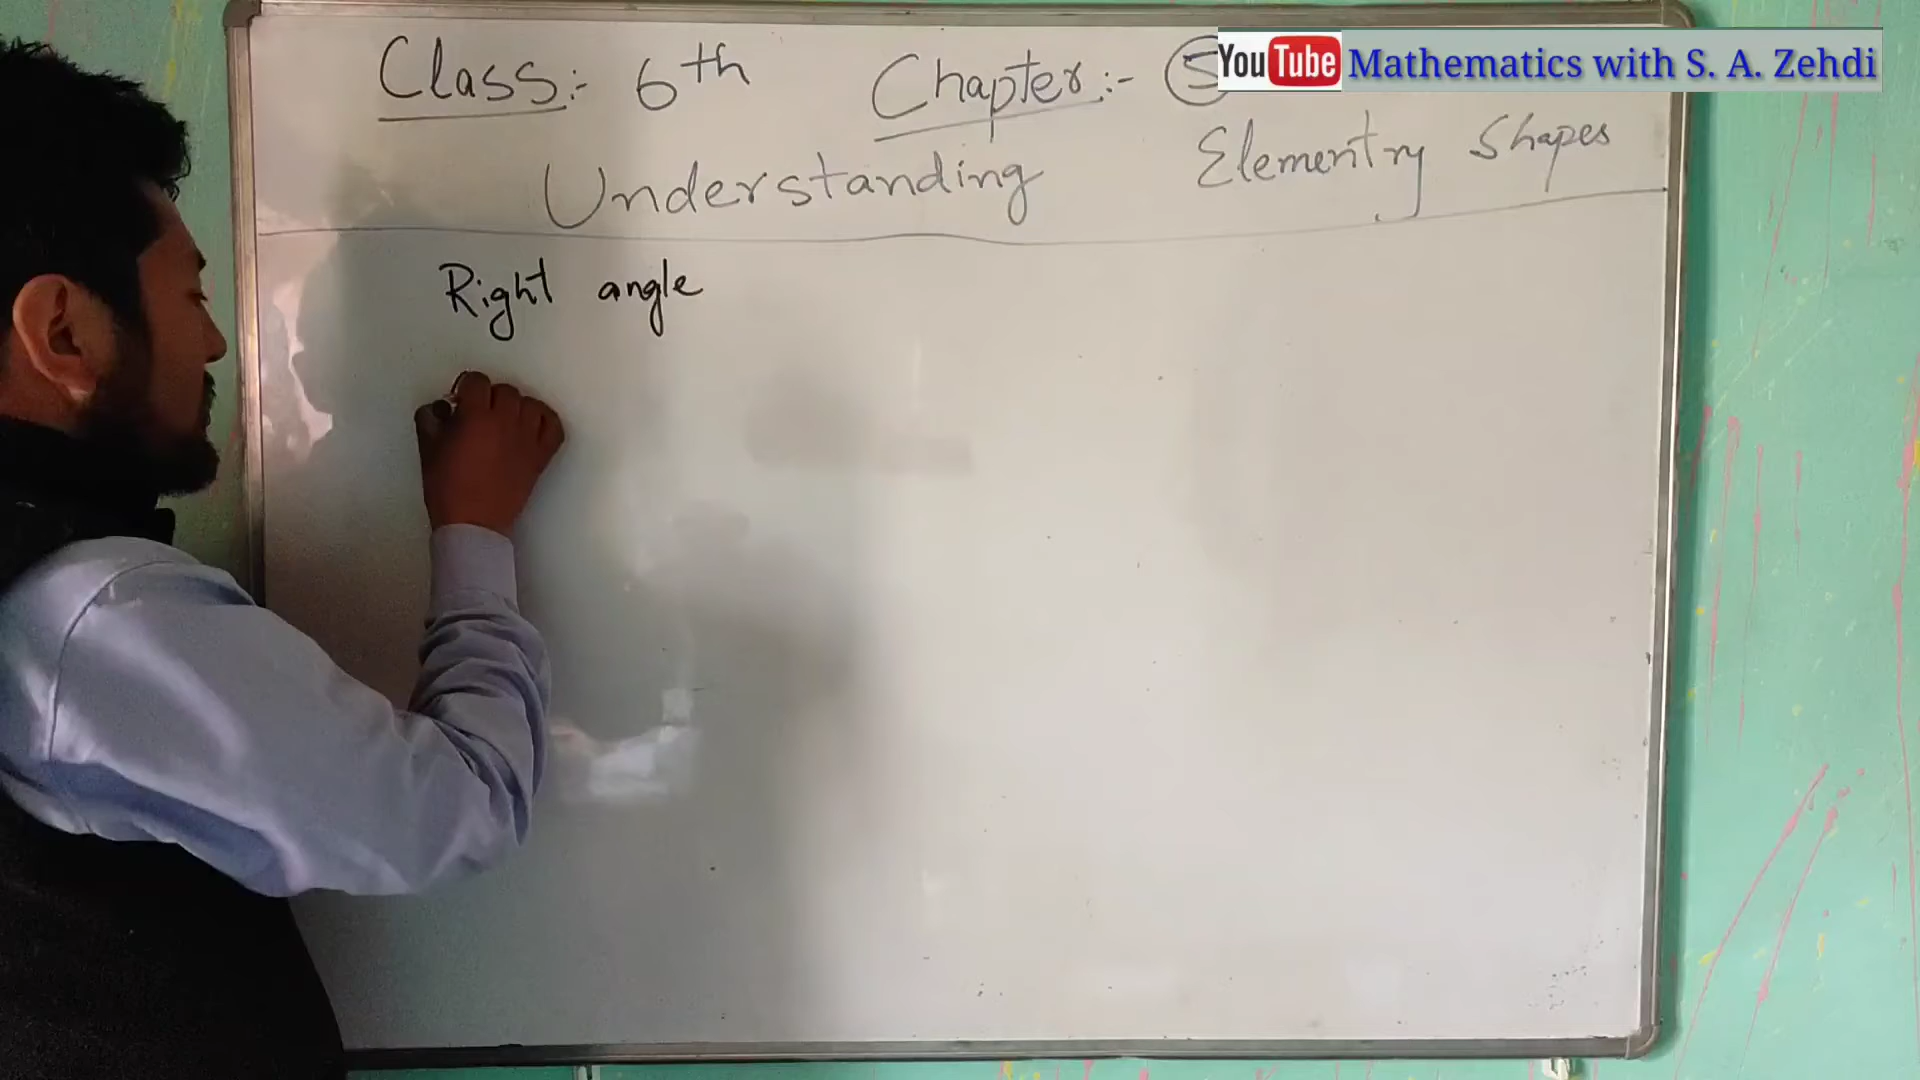 YouTube Mathematics with S. A. Zehdi
Class:- 6th Chapter:- 5
Understanding Elementry Shapes
Right angle